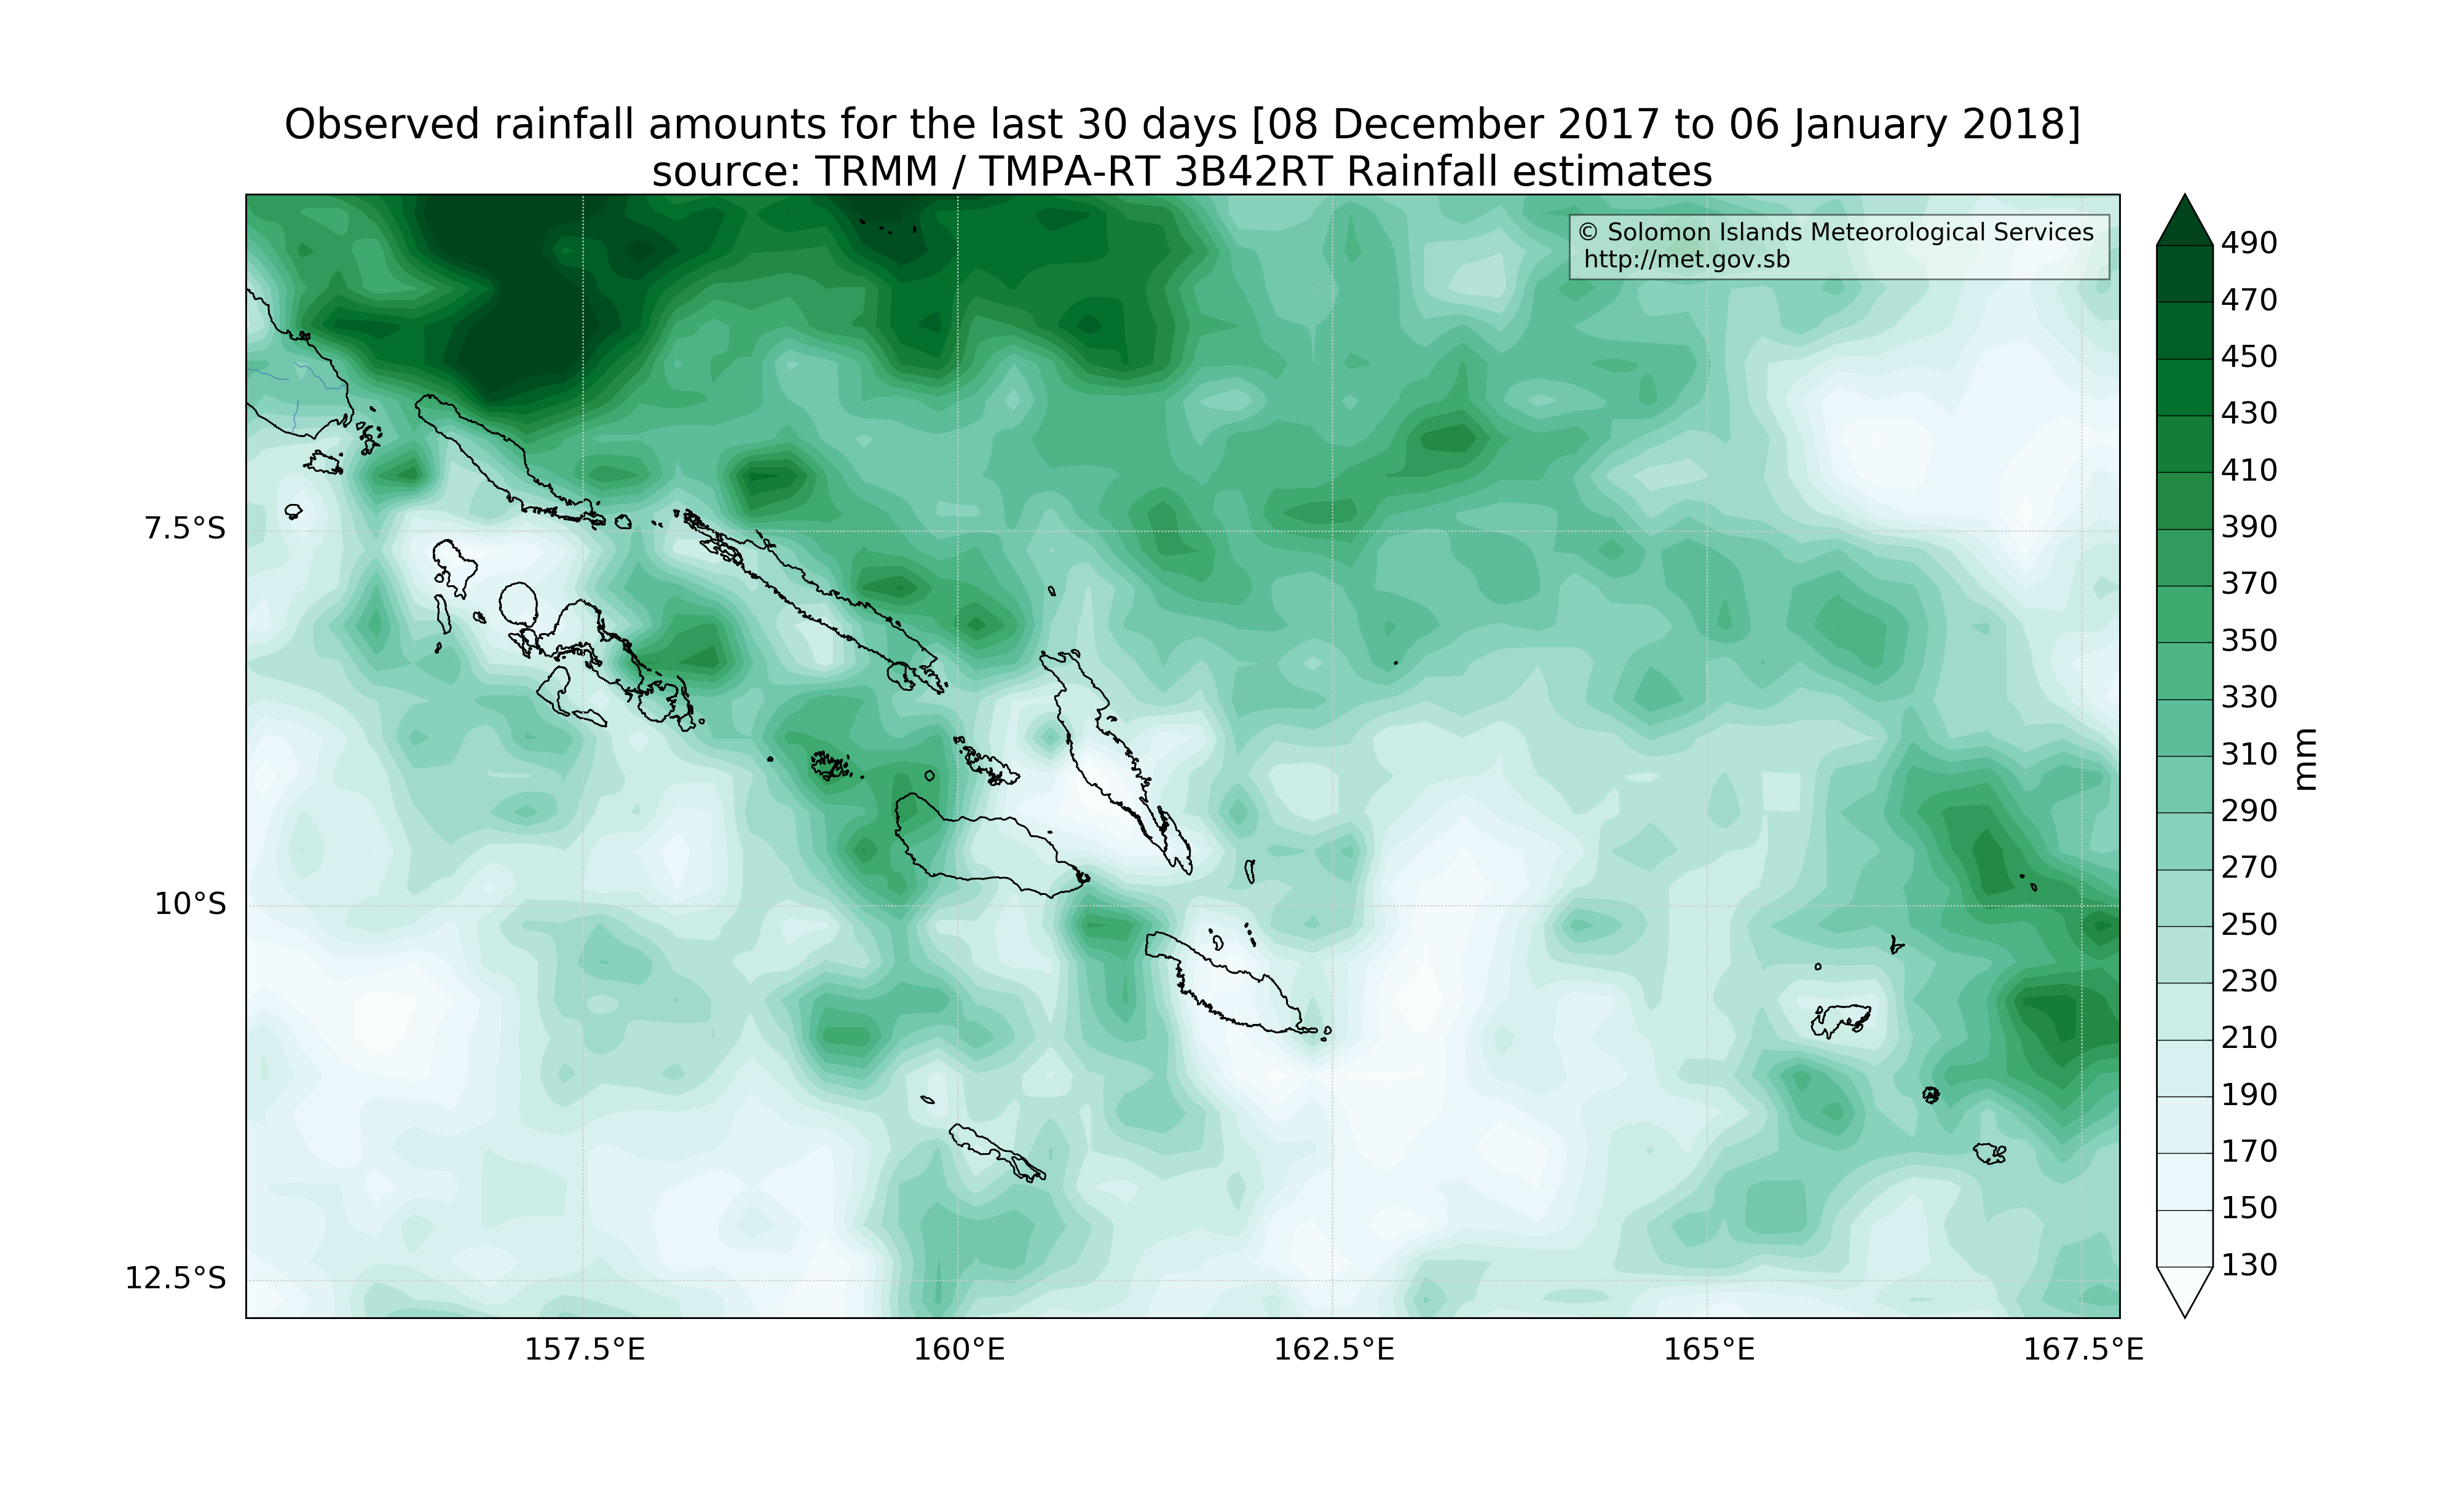 Observed rainfall amounts for the last 30 days [08 December 2017 to 06 January 2018]
source: TRMM / TMPA-RT 3B42RT Rainfall estimates
© Solomon Islands Meteorological Services
http://met.gov.sb
7.5°S
10°S
12.5°S
157.5°E
160°E
162.5°E
165°E
167.5°E
490
470
450
430
410
390
370
350
330
310
290
270
250
230
210
190
170
150
130
mm